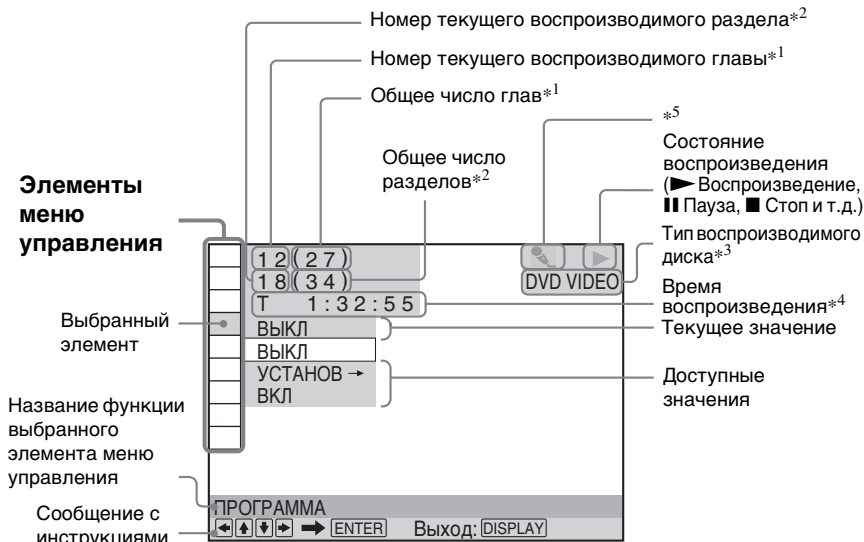 Номер текущего воспроизводимого раздела*2
Номер текущего воспроизводимого главы*1
Общее число глав*1
*5
Общее число
разделов*2
Состояние
воспроизведения
(► Воспроизведение,
▮▮ Пауза, ■ Стоп и т.д.)
Элементы
меню
управления
Тип воспроизводимого
диска*3
12(27)
18(34)
T 1:32:55
DVD VIDEO
Время
воспроизведения*4
Текущее значение
Выбранный
элемент
ВЫКЛ
ВЫКЛ
УСТАНОВ →
ВКЛ
Доступные
значения
Название функции
выбранного
элемента меню
управления
ПРОГРАММА
Сообщение с
инструкциями
←↑↓→ ➡ ENTER Выход: DISPLAY